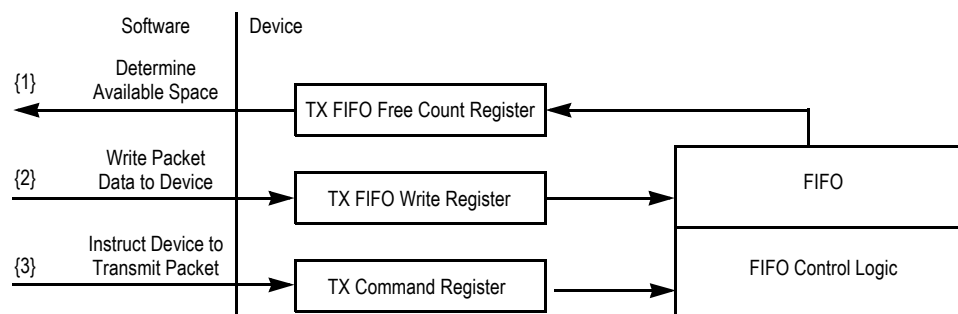 Software Device
{1} Determine
Available Space
TX FIFO Free Count Register
{2} Write Packet
Data to Device
TX FIFO Write Register
FIFO
{3} Instruct Device to
Transmit Packet
TX Command Register
FIFO Control Logic